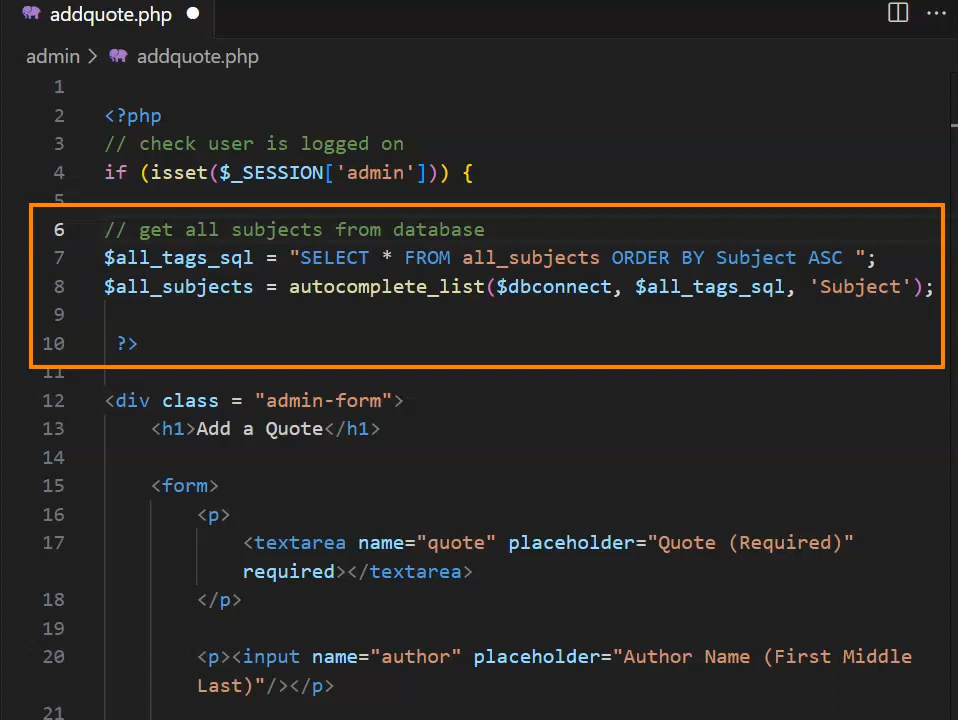 addquote.php
admin > addquote.php
1
2 <?php
3 // check user is logged on
4 if (isset($_SESSION['admin'])) {
5
6 // get all subjects from database
7 $all_tags_sql = "SELECT * FROM all_subjects ORDER BY Subject ASC ";
8 $all_subjects = autocomplete_list($dbconnect, $all_tags_sql, 'Subject');
9
10 ?>
11
12 <div class = "admin-form">
13 <h1>Add a Quote</h1>
14
15 <form>
16 <p>
17 <textarea name="quote" placeholder="Quote (Required)"
required></textarea>
18 </p>
19
20 <p><input name="author" placeholder="Author Name (First Middle
Last)"/></p>
21